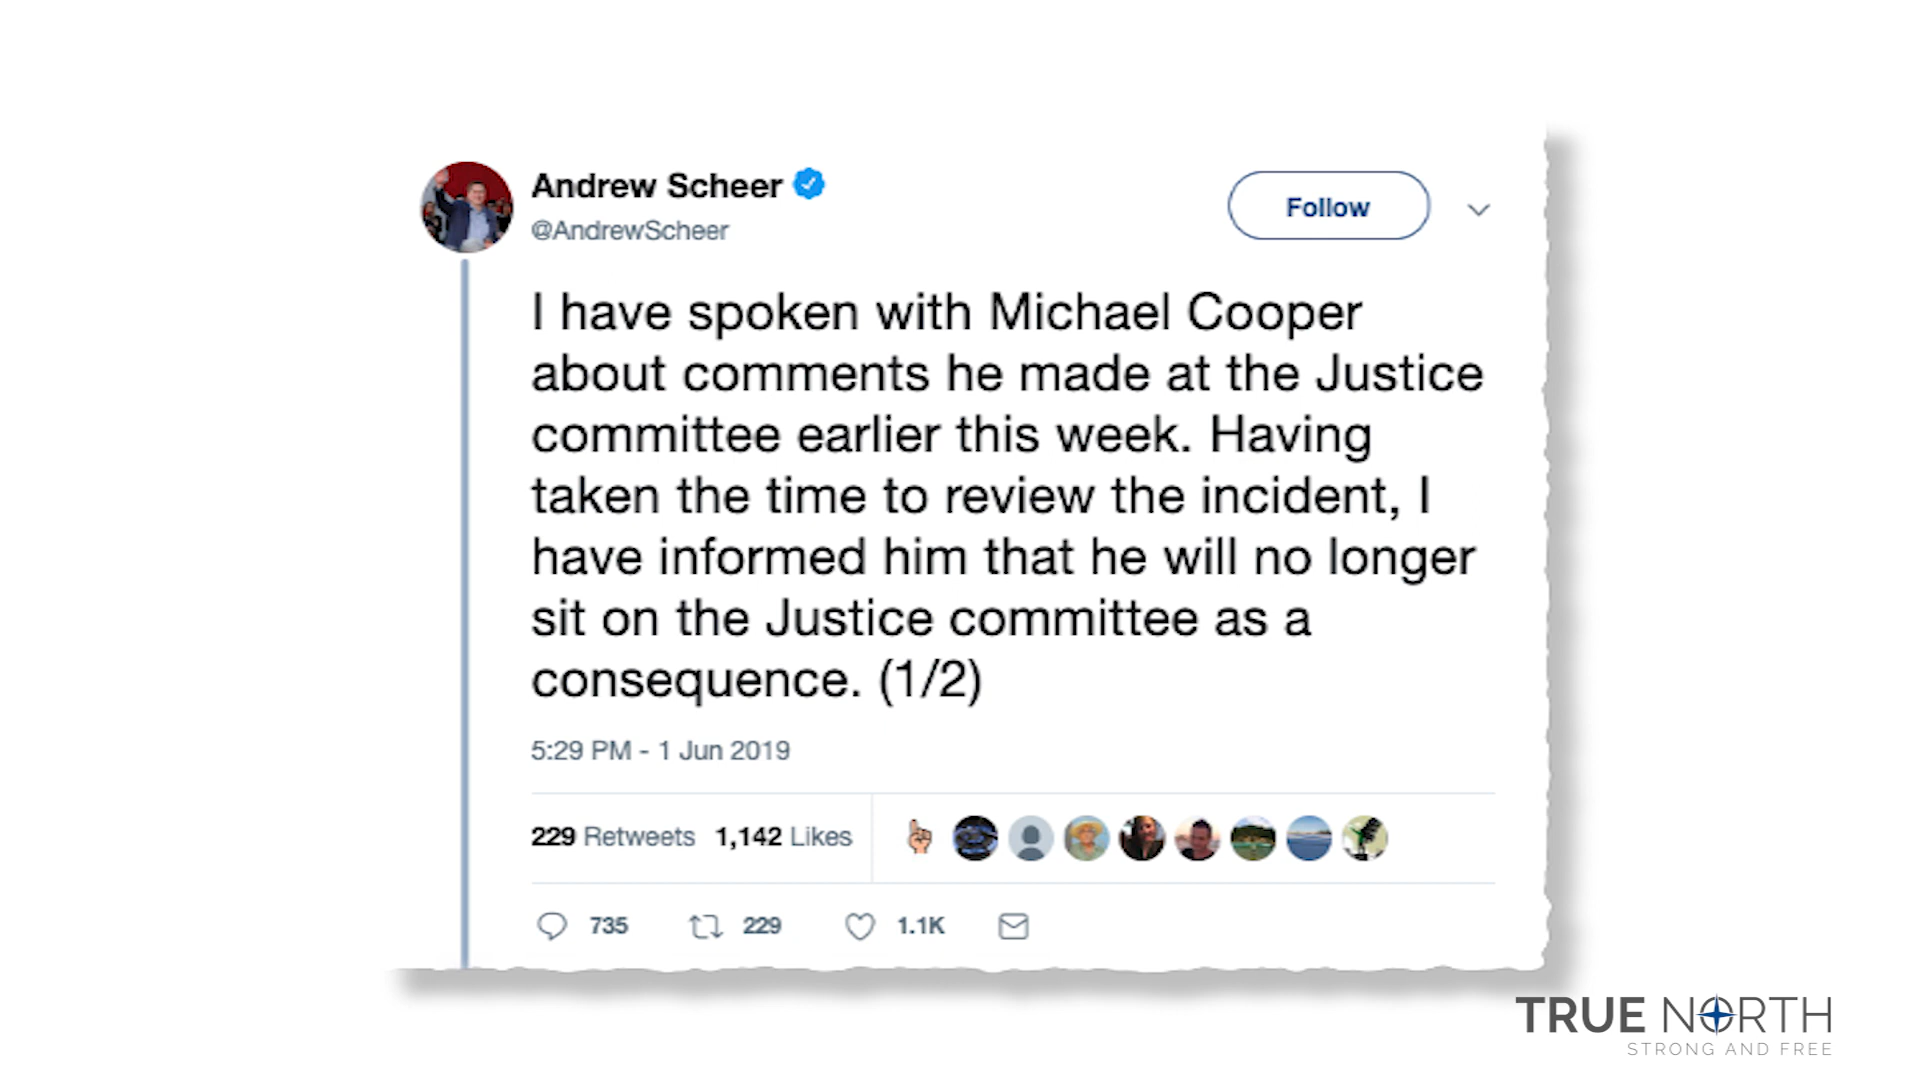 Andrew Scheer
@AndrewScheer
Follow
I have spoken with Michael Cooper
about comments he made at the Justice
committee earlier this week. Having
taken the time to review the incident, I
have informed him that he will no longer
sit on the Justice committee as a
consequence. (1/2)
5:29 PM - 1 Jun 2019
229 Retweets 1,142 Likes
735 229 1.1K
TRUE NORTH
STRONG AND FREE